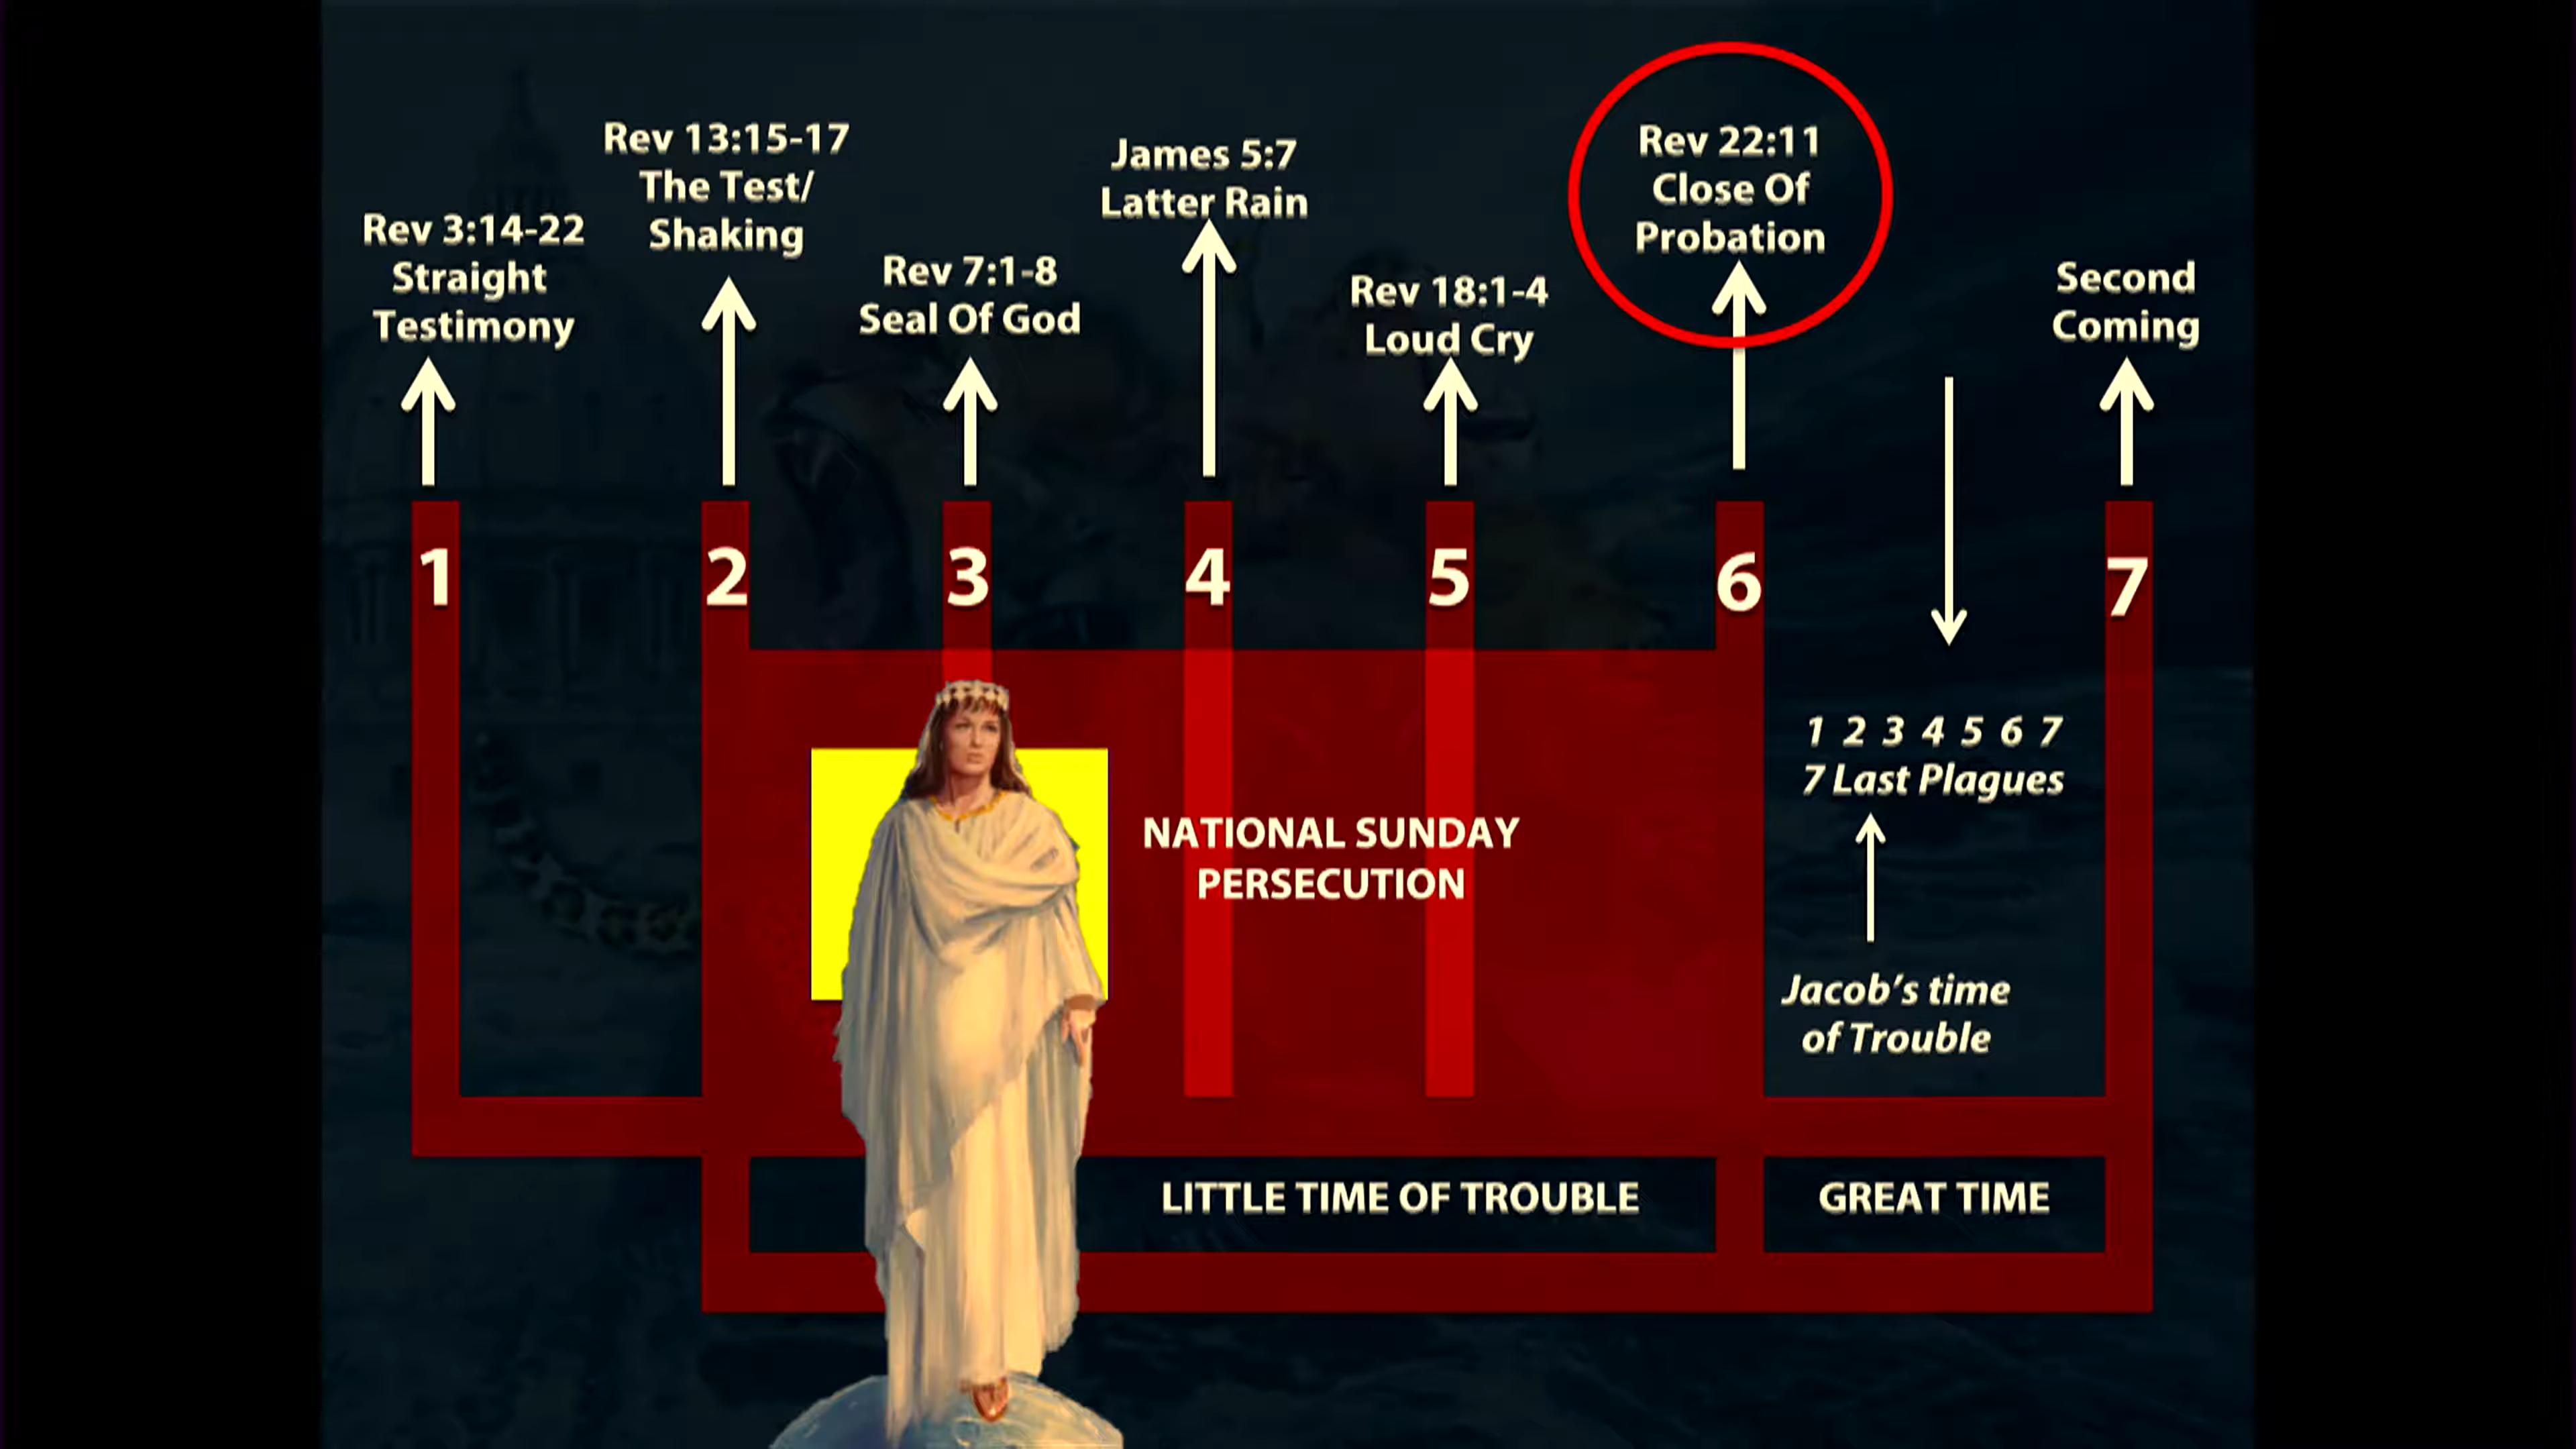 Rev 3:14-22
Straight
Testimony
Rev 13:15-17
The Test/
Shaking
Rev 7:1-8
Seal Of God
James 5:7
Latter Rain
Rev 18:1-4
Loud Cry
Rev 22:11
Close Of
Probation
Second
Coming
1
2
3
4
5
6
7
1 2 3 4 5 6 7
7 Last Plagues
NATIONAL SUNDAY
PERSECUTION
Jacob's time
of Trouble
LITTLE TIME OF TROUBLE
GREAT TIME